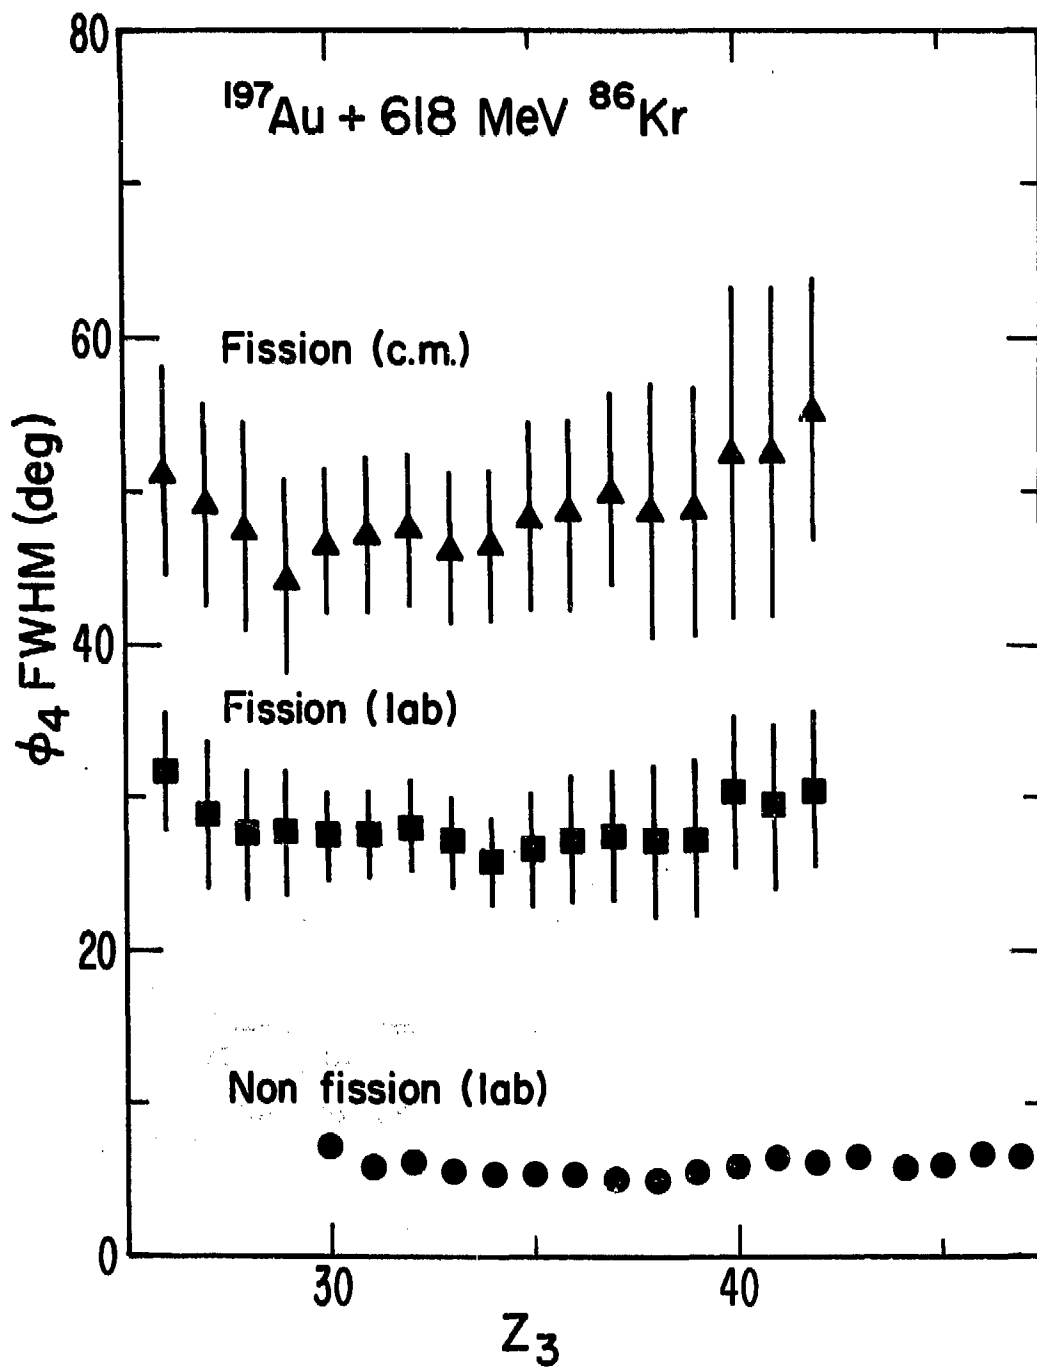 80
¹⁹⁷Au + 618 MeV ⁸⁶Kr
60
Fission (c.m.)
ϕ₄ FWHM (deg)
40
Fission (lab)
20
Non fission (lab)
0
30
40
Z₃